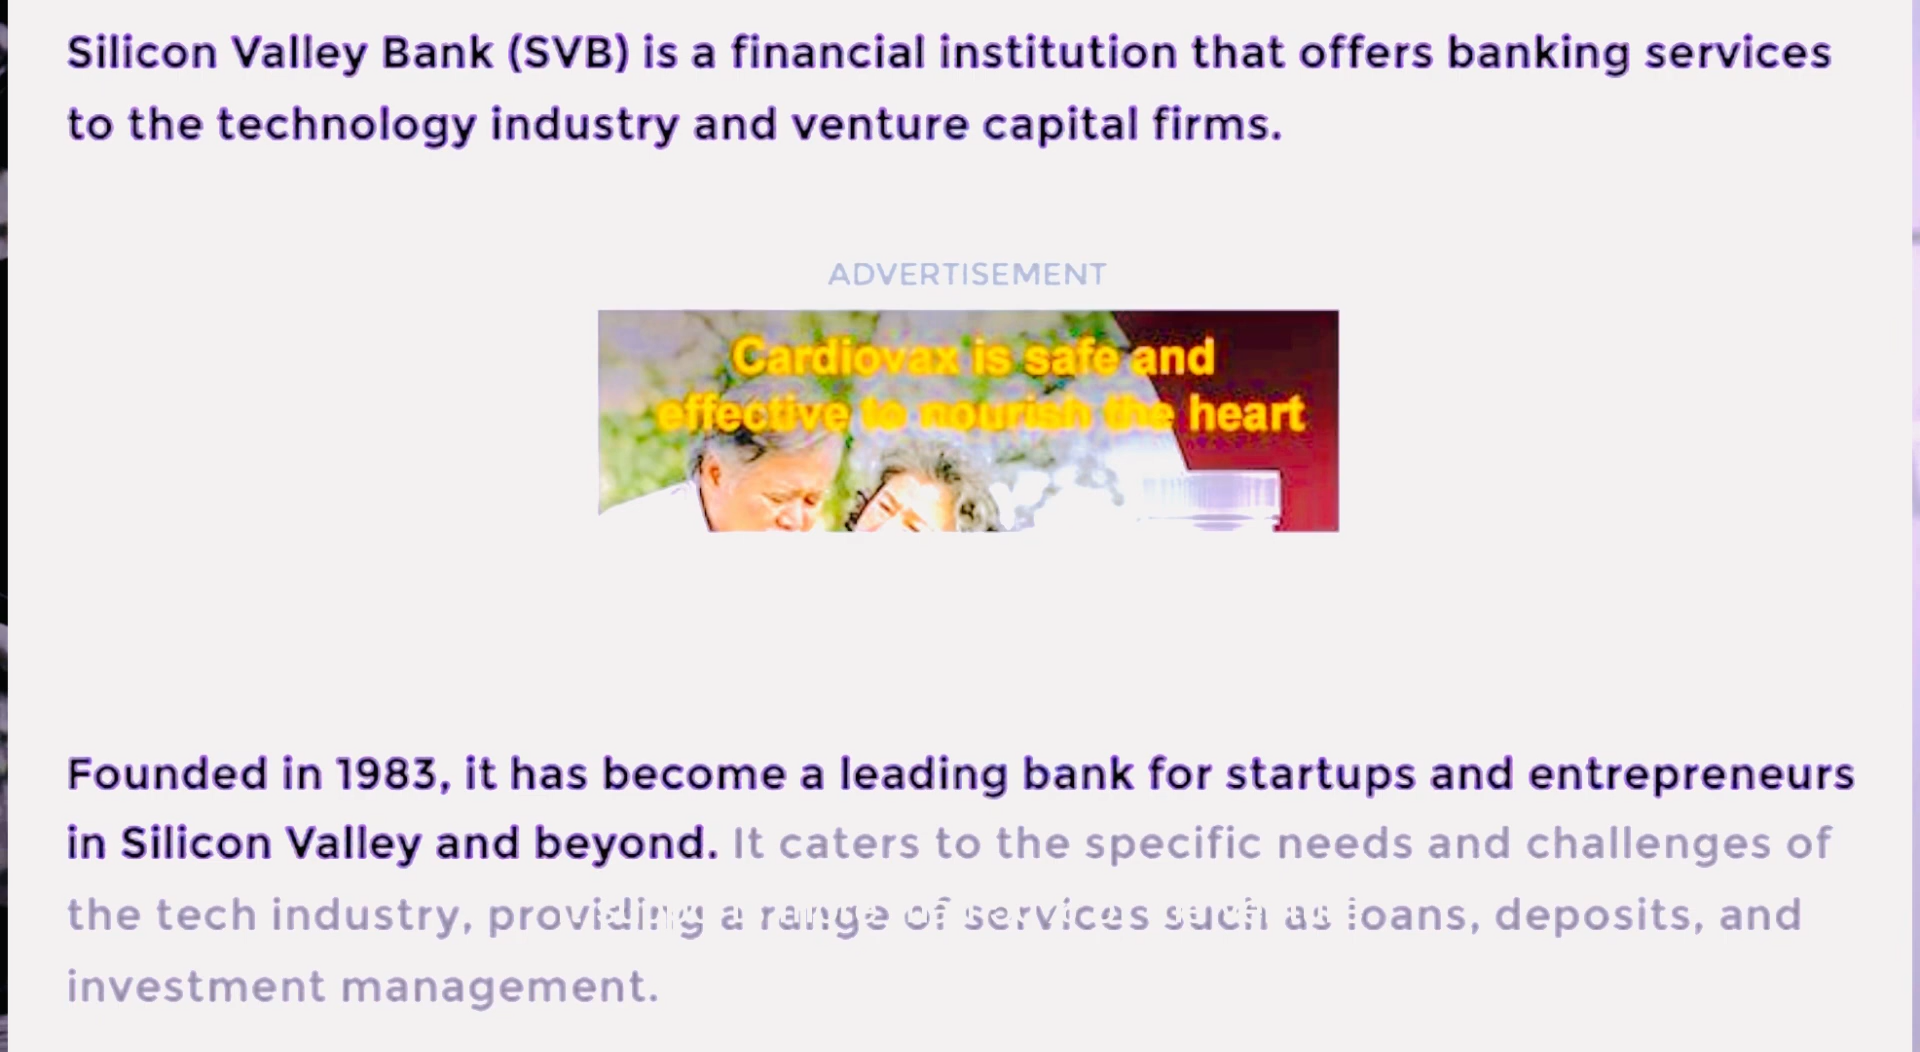 Silicon Valley Bank (SVB) is a financial institution that offers banking services
to the technology industry and venture capital firms.
ADVERTISEMENT
Cardiovax is safe and
effective to nourish the heart
Founded in 1983, it has become a leading bank for startups and entrepreneurs
in Silicon Valley and beyond. It caters to the specific needs and challenges of
the tech industry, providing a range of services such as loans, deposits, and
investment management.